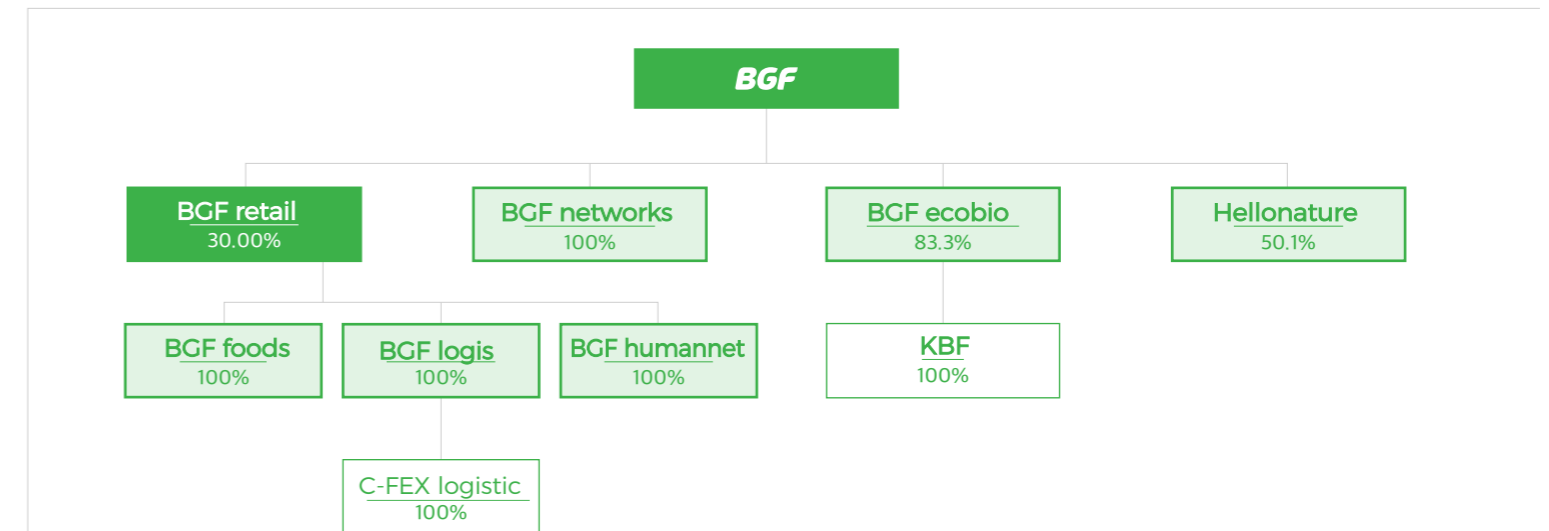 BGF
BGF retail
30.00%
BGF networks
100%
BGF ecobio
83.3%
Hellonature
50.1%
BGF foods
100%
BGF logis
100%
BGF humannet
100%
KBF
100%
C-FEX logistic
100%